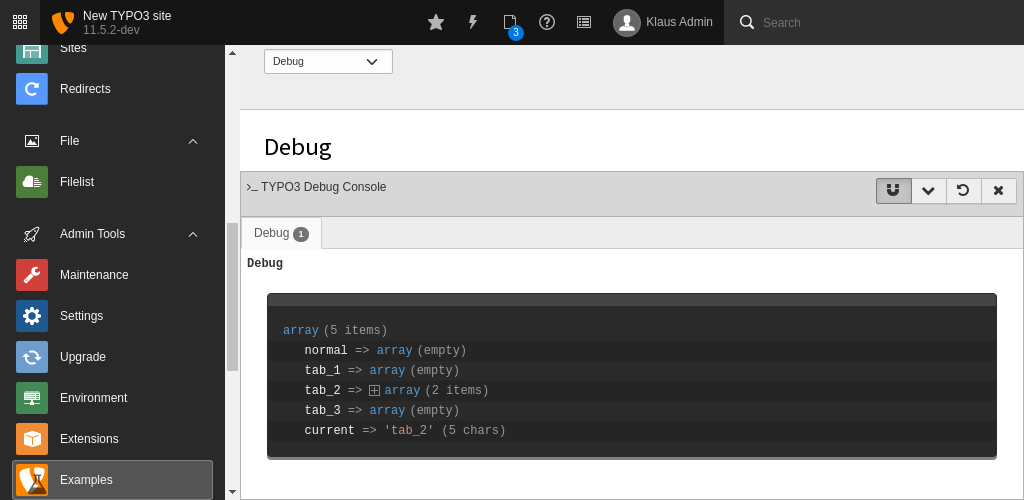 New TYPO3 site
11.5.2-dev
3
Klaus Admin
Search
Sites
Redirects
File
Filelist
Admin Tools
Maintenance
Settings
Upgrade
Environment
Extensions
Examples
Debug
Debug
TYPO3 Debug Console
Debug 1
Debug
array (5 items)
normal => array (empty)
tab_1 => array (empty)
tab_2 => array (2 items)
tab_3 => array (empty)
current => 'tab_2' (5 chars)